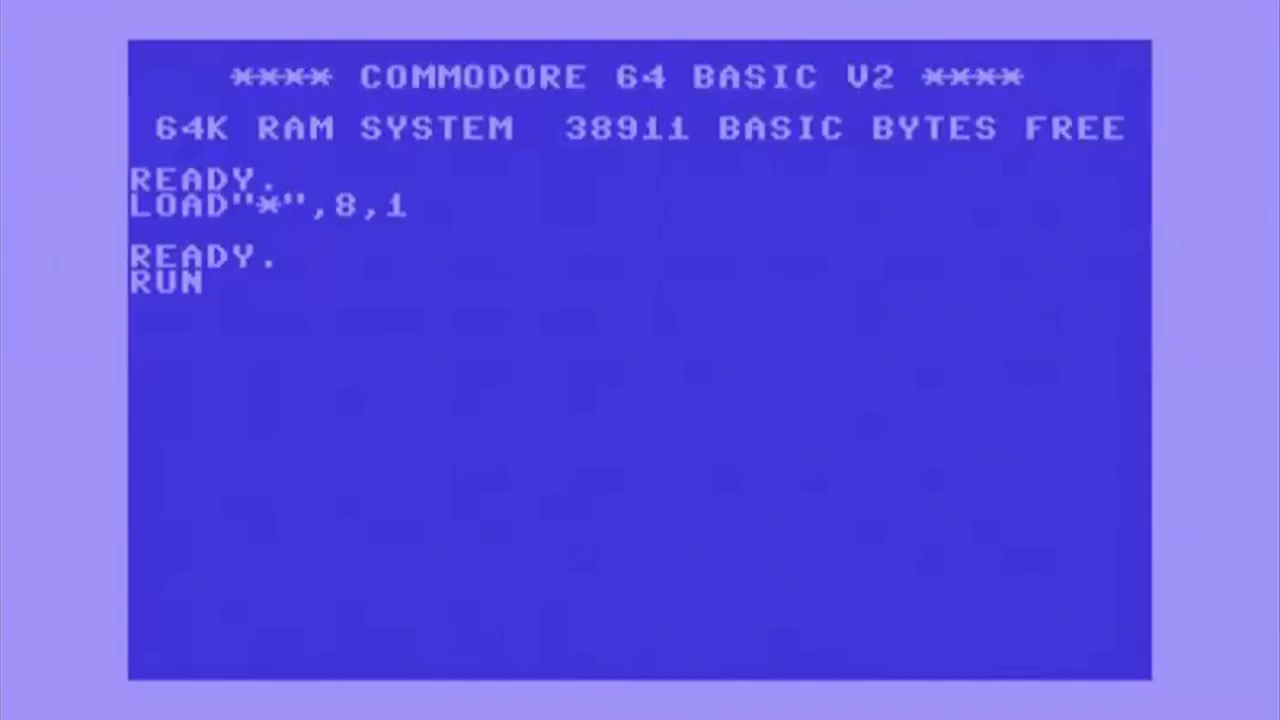 **** COMMODORE 64 BASIC V2 ****
64K RAM SYSTEM  38911 BASIC BYTES FREE
READY.
LOAD"*",8,1
READY.
RUN